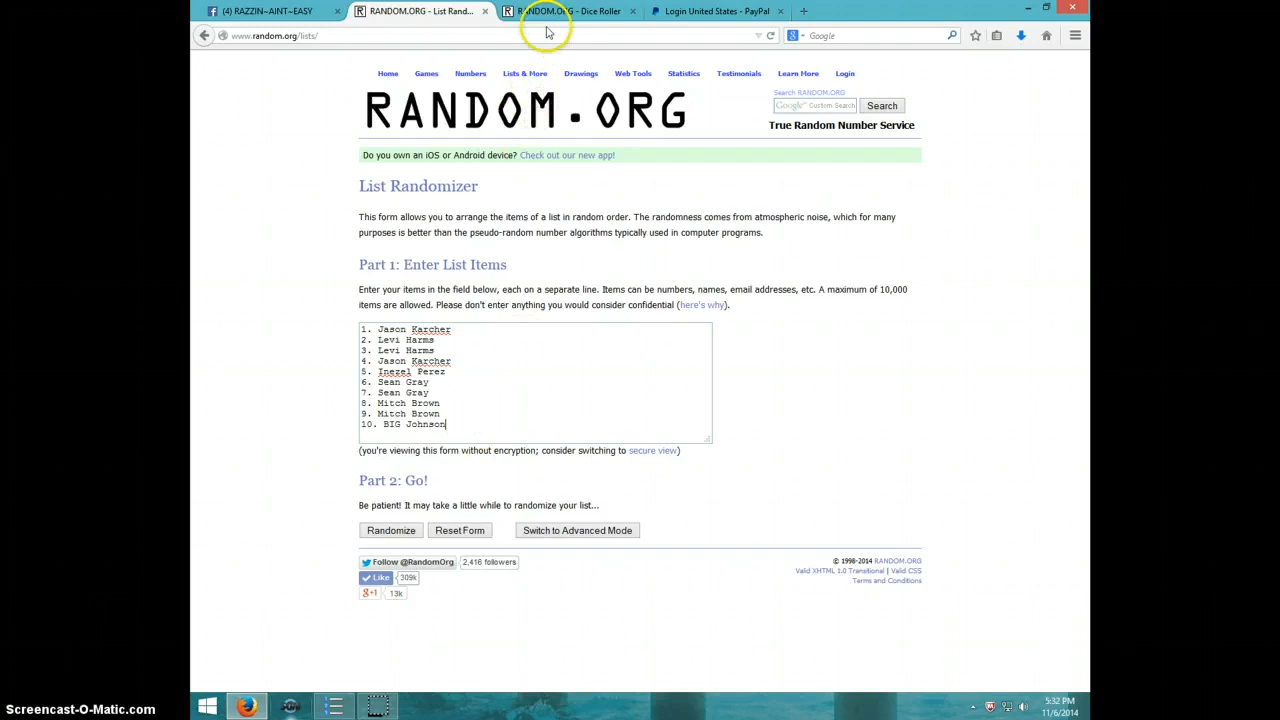 (4) RAZZIN~AINT~EASY
RANDOM.ORG - List Rand...
RANDOM.ORG - Dice Roller
Login United States - PayPal
www.random.org/lists/
Google
Home Games Numbers Lists & More Drawings Web Tools Statistics Testimonials Learn More Login
Search RANDOM.ORG
RANDOM.ORG
Google™ Custom Search Search
True Random Number Service
Do you own an iOS or Android device? Check out our new app!
List Randomizer
This form allows you to arrange the items of a list in random order. The randomness comes from atmospheric noise, which for many
purposes is better than the pseudo-random number algorithms typically used in computer programs.
Part 1: Enter List Items
Enter your items in the field below, each on a separate line. Items can be numbers, names, email addresses, etc. A maximum of 10,000
items are allowed. Please don't enter anything you would consider confidential (here's why).
1. Jason Karcher
2. Levi Harms
3. Levi Harms
4. Jason Karcher
5. Inezel Perez
6. Sean Gray
7. Sean Gray
8. Mitch Brown
9. Mitch Brown
10. BIG Johnson
(you're viewing this form without encryption; consider switching to secure view)
Part 2: Go!
Be patient! It may take a little while to randomize your list...
Randomize Reset Form Switch to Advanced Mode
Follow @RandomOrg 2,416 followers
Like 309k
g+1 13k
© 1998-2014 RANDOM.ORG
Valid XHTML 1.0 Transitional | Valid CSS
Terms and Conditions
5:32 PM
11/6/2014
Screencast-O-Matic.com